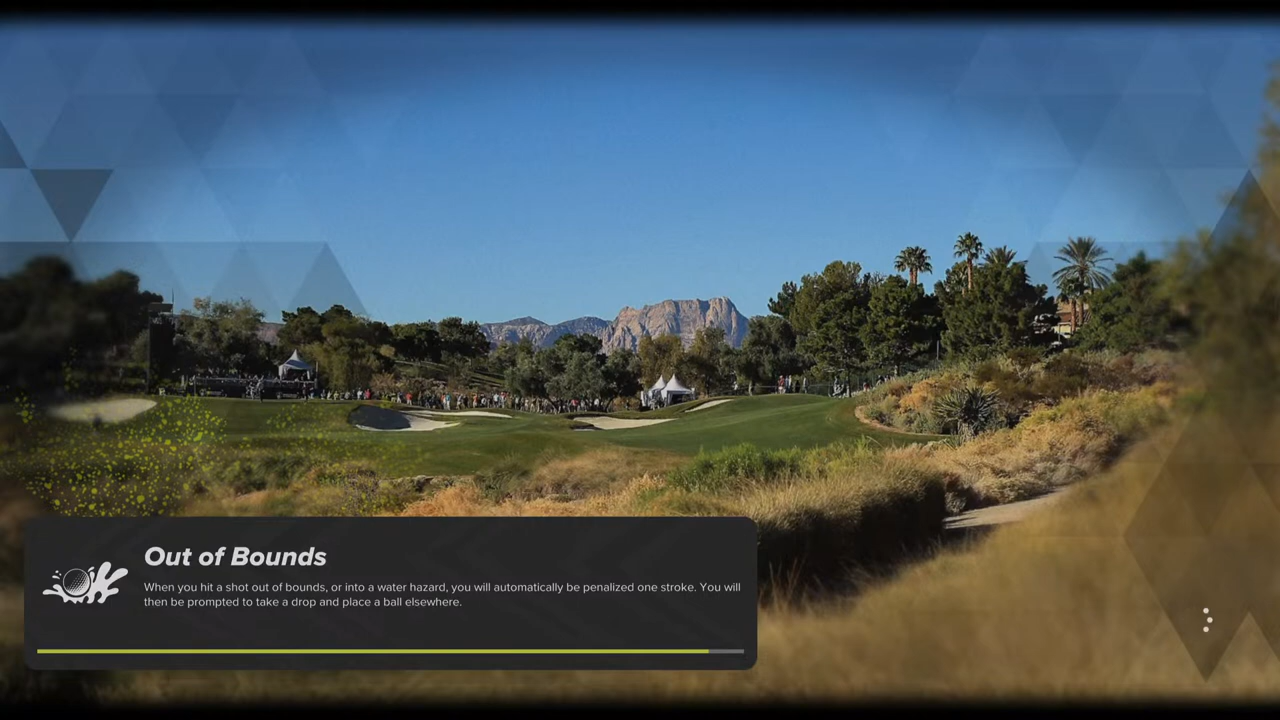 Out of Bounds
When you hit a shot out of bounds, or into a water hazard, you will automatically be penalized one stroke. You will
then be prompted to take a drop and place a ball elsewhere.